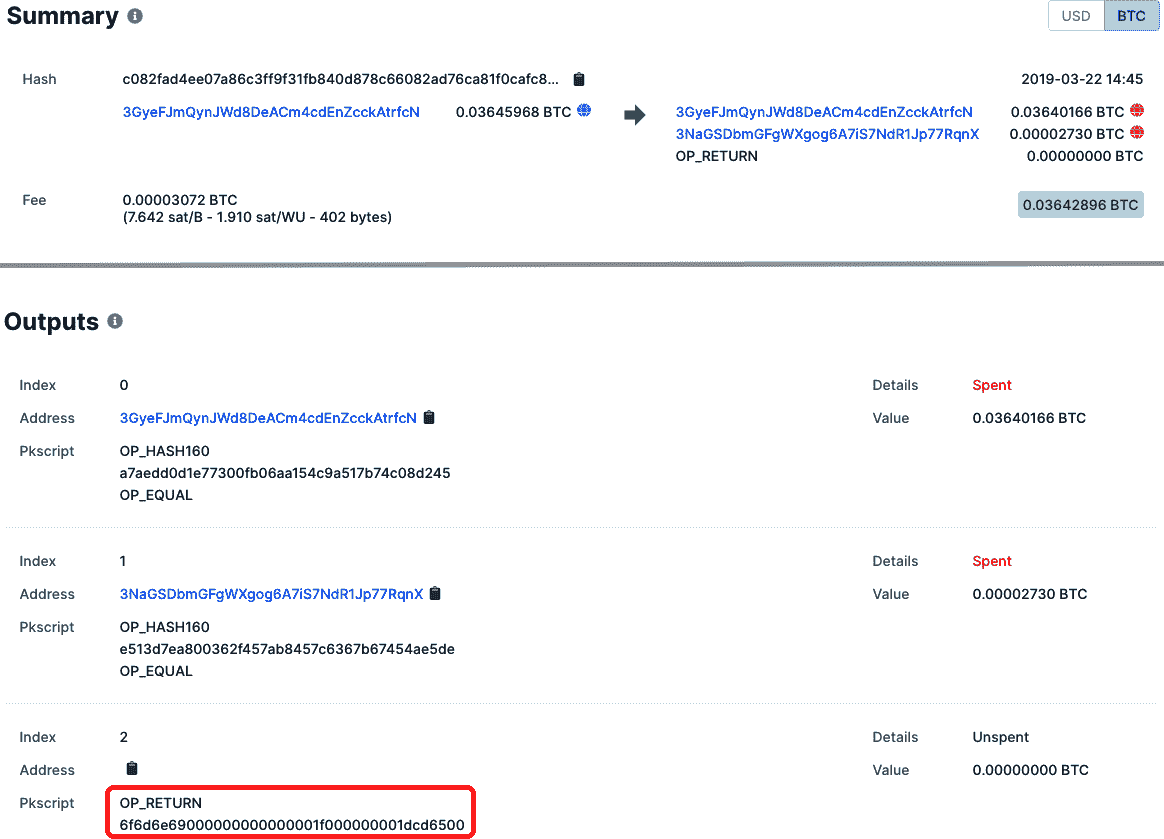 Summary
USD BTC
Hash c082fad4ee07a86c3ff9f31fb840d878c66082ad76ca81f0cafc8... 2019-03-22 14:45
3GyeFJmQynJWd8DeACm4cdEnZcckAtrfcN 0.03645968 BTC 3GyeFJmQynJWd8DeACm4cdEnZcckAtrfcN 0.03640166 BTC
3NaGSDbmGFgWXgog6A7iS7NdR1Jp77RqnX 0.00002730 BTC
OP_RETURN 0.00000000 BTC
Fee 0.00003072 BTC 0.03642896 BTC
(7.642 sat/B - 1.910 sat/WU - 402 bytes)
Outputs
Index 0 Details Spent
Address 3GyeFJmQynJWd8DeACm4cdEnZcckAtrfcN Value 0.03640166 BTC
Pkscript OP_HASH160
a7aedd0d1e77300fb06aa154c9a517b74c08d245
OP_EQUAL
Index 1 Details Spent
Address 3NaGSDbmGFgWXgog6A7iS7NdR1Jp77RqnX Value 0.00002730 BTC
Pkscript OP_HASH160
e513d7ea800362f457ab8457c6367b67454ae5de
OP_EQUAL
Index 2 Details Unspent
Address Value 0.00000000 BTC
Pkscript OP_RETURN
6f6d6e69000000000000001f000000001dcd6500